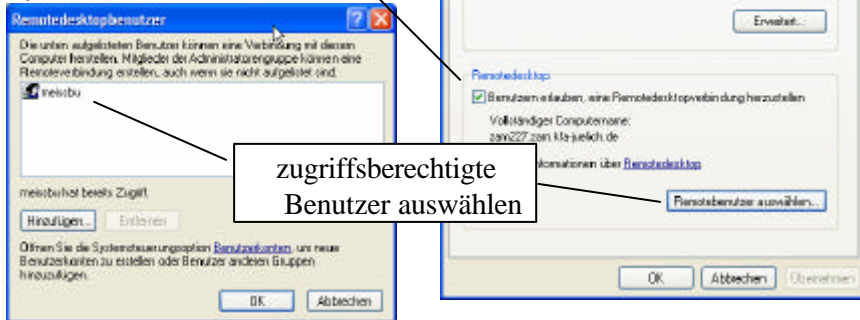 Remotedesktopbenutzer
Die unten aufgelisteten Benutzer können eine Verbindung mit diesem
Computer herstellen. Mitglieder der Administratorengruppe können eine
Remoteverbindung erstellen, auch wenn sie nicht aufgelistet sind.
meissbu
meissbu hat bereits Zugriff.
Hinzufügen...
Entfernen
Öffnen Sie die Systemsteuerungsoption Benutzerkonten, um neue
Benutzerkonten zu erstellen oder Benutzer anderen Gruppen
hinzuzufügen.
OK
Abbrechen
zugriffsberechtigte
Benutzer auswählen
Erweitert...
Remotedesktop
Benutzern erlauben, eine Remotedesktopverbindung herzustellen
Vollständiger Computername:
zam227.zam.kfa-juelich.de
informationen über Remotedesktop
Remotebenutzer auswählen...
OK
Abbrechen
Übernehmen